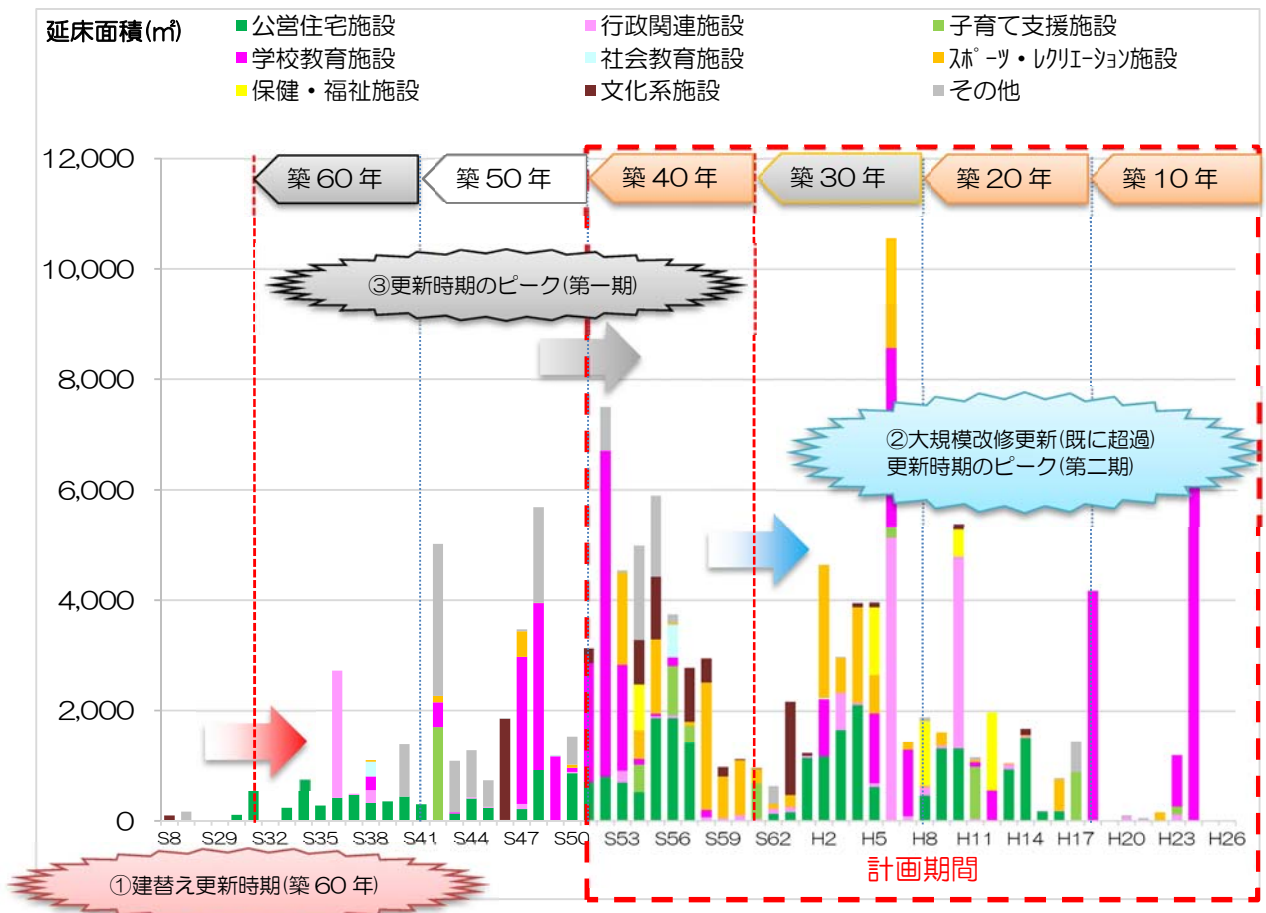 延床面積(㎡)
■公営住宅施設 ■行政関連施設 ■子育て支援施設
■学校教育施設 ■社会教育施設 ■ｽﾎﾟｰﾂ・ﾚｸﾘｴｰｼｮﾝ施設
■保健・福祉施設 ■文化系施設 ■その他
12,000
築60年 築50年 築40年 築30年 築20年 築10年
10,000
③更新時期のピーク(第一期)
8,000
②大規模改修更新(既に超過)
更新時期のピーク(第二期)
6,000
4,000
2,000
0
S8 S29 S32 S35 S38 S41 S44 S47 S50 S53 S56 S59 S62 H2 H5 H8 H11 H14 H17 H20 H23 H26
計画期間
①建替え更新時期(築60年)